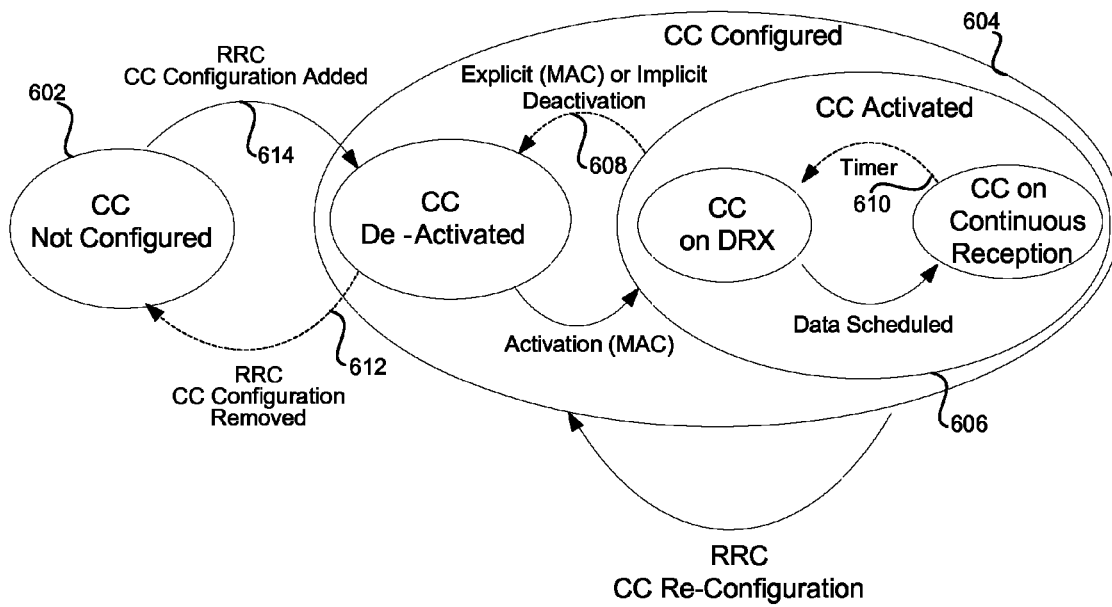 604
CC Configured
RRC
CC Configuration Added
602
614
Explicit (MAC) or Implicit
Deactivation
608
CC Activated
Timer
610
CC
Not Configured
CC
De -Activated
CC
on DRX
CC on
Continuous
Reception
Data Scheduled
Activation (MAC)
612
RRC
CC Configuration
Removed
606
RRC
CC Re-Configuration